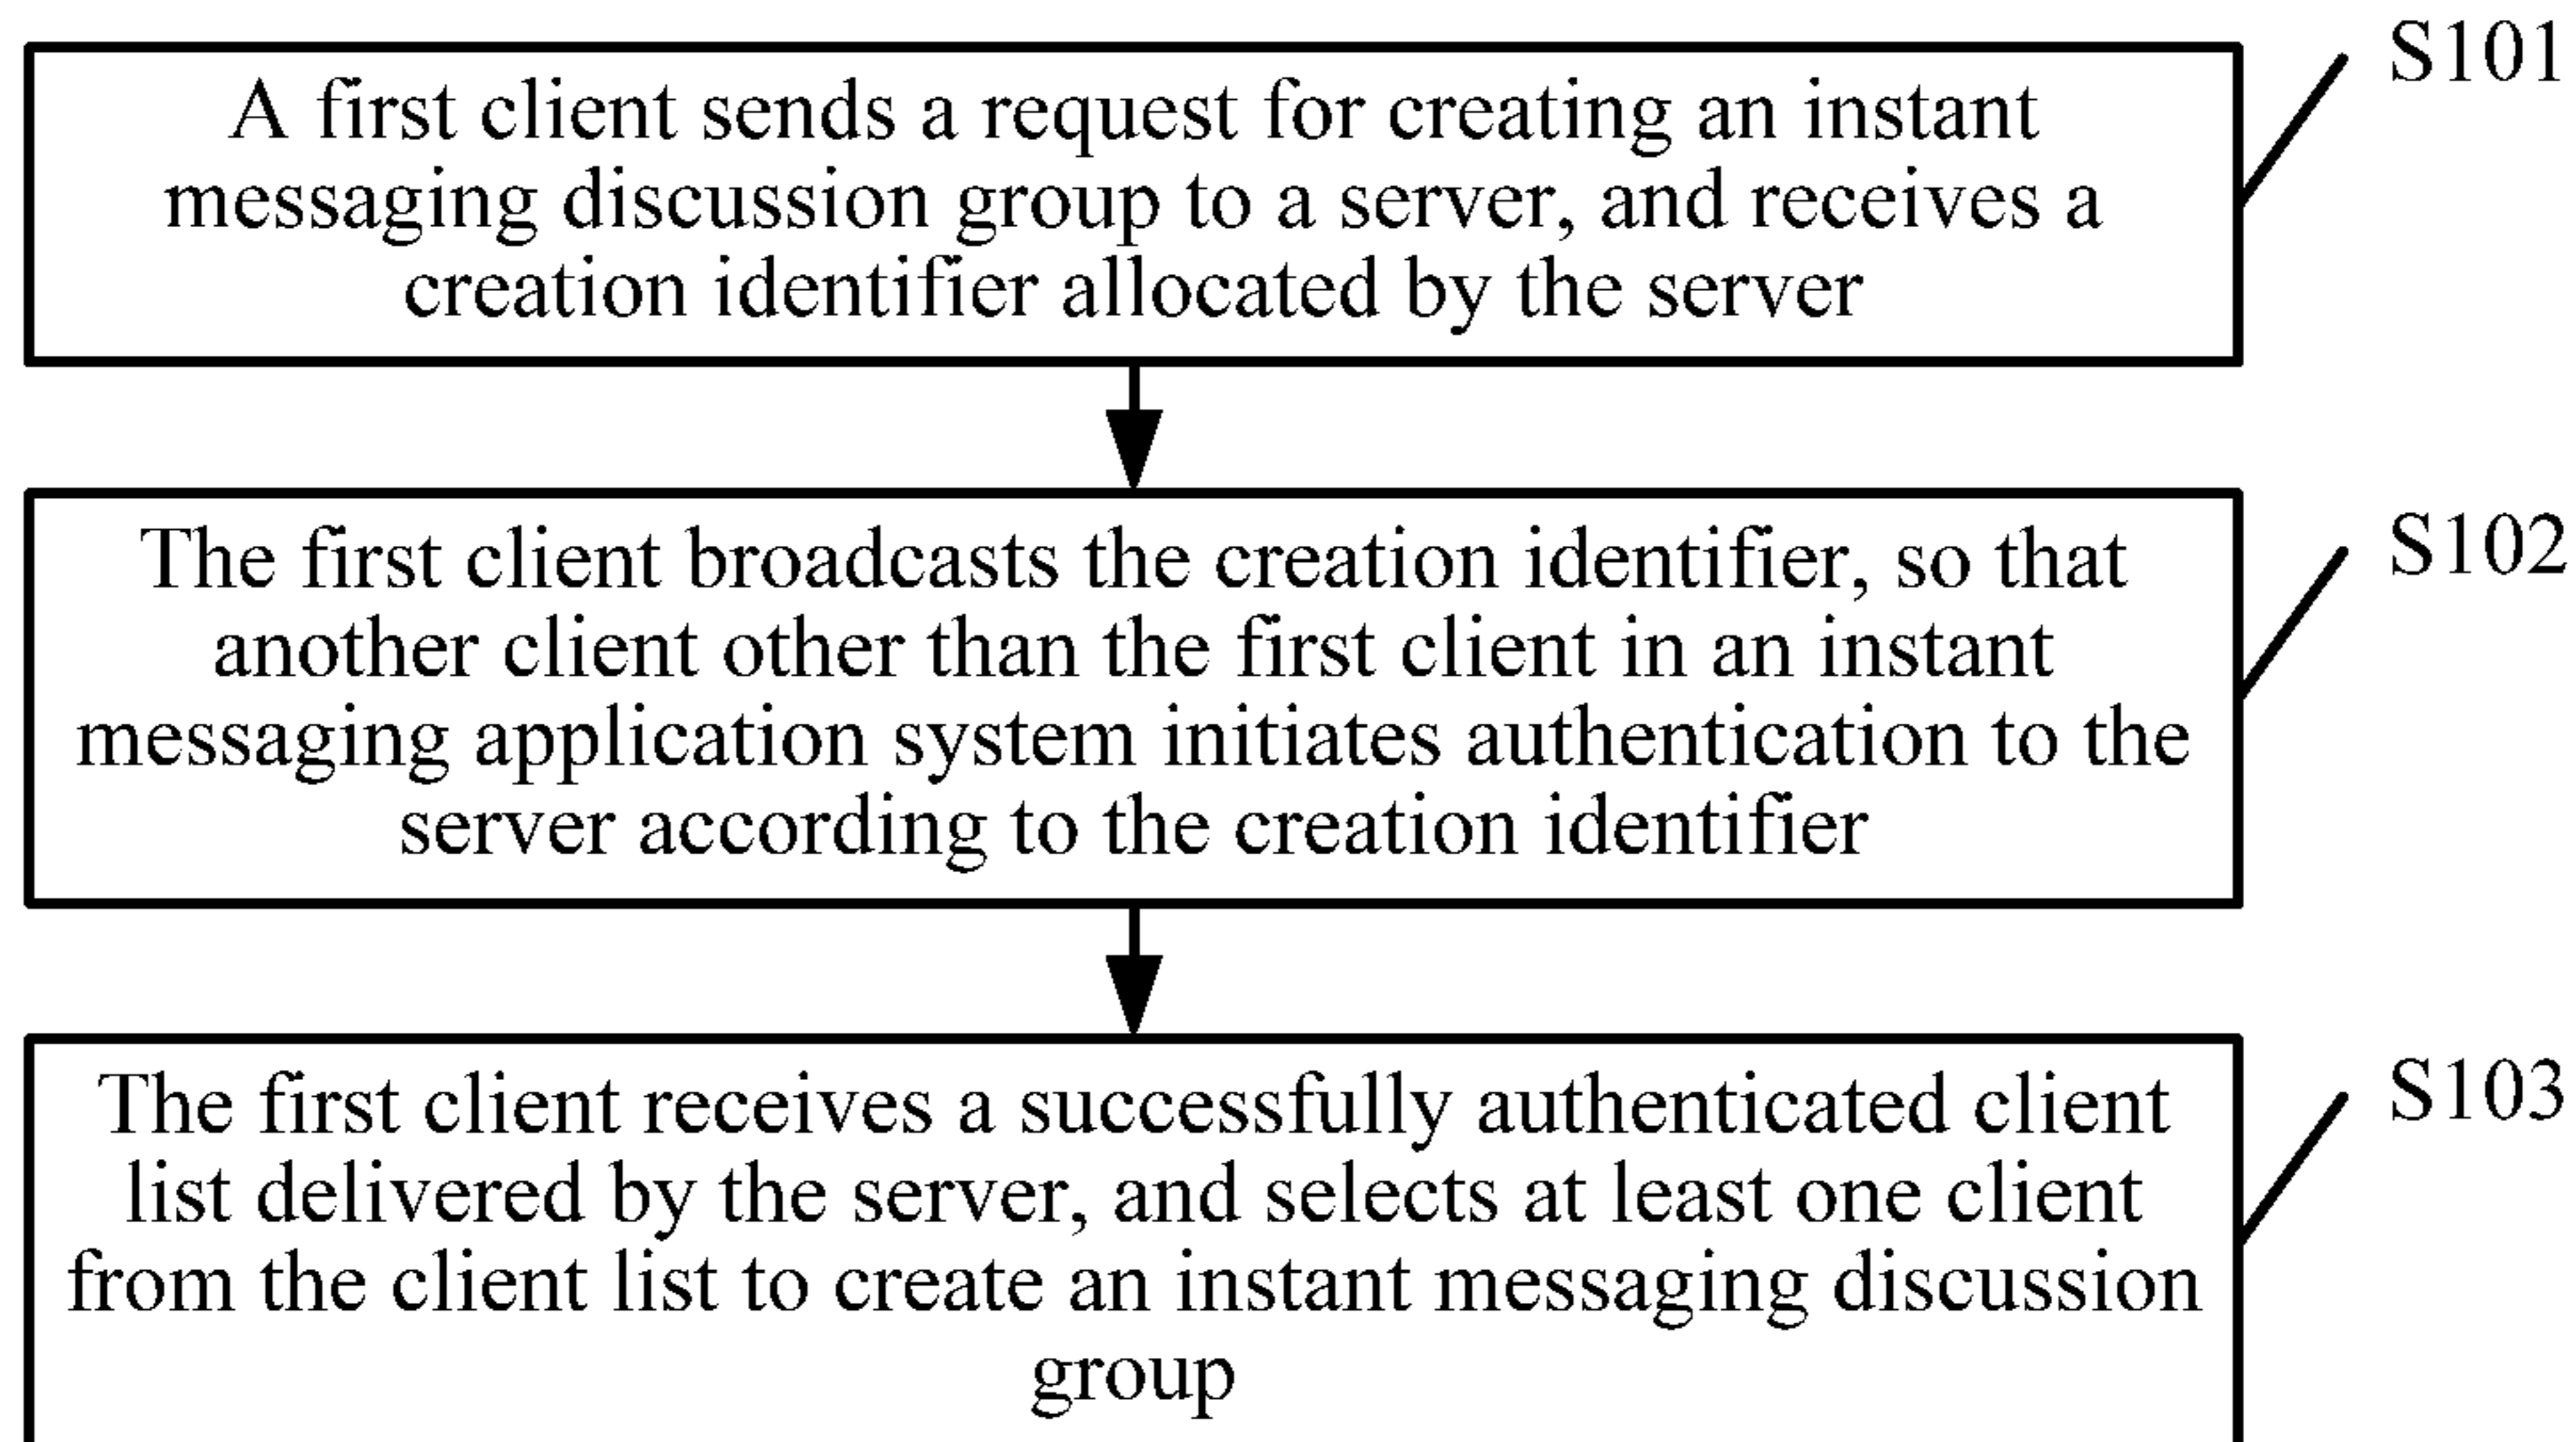 S101
A first client sends a request for creating an instant
messaging discussion group to a server, and receives a
creation identifier allocated by the server
S102
The first client broadcasts the creation identifier, so that
another client other than the first client in an instant
messaging application system initiates authentication to the
server according to the creation identifier
S103
The first client receives a successfully authenticated client
list delivered by the server, and selects at least one client
from the client list to create an instant messaging discussion
group